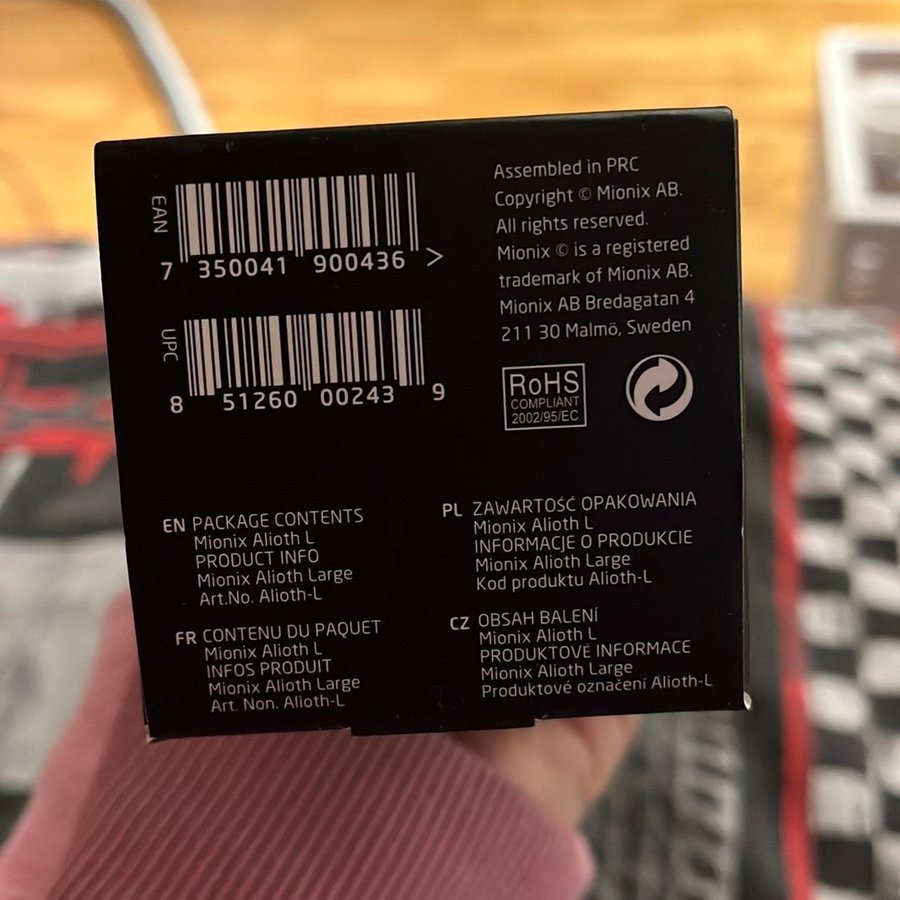 EAN
7 350041 900436 >
UPC
8 51260 00243 9
Assembled in PRC
Copyright © Mionix AB.
All rights reserved.
Mionix © is a registered
trademark of Mionix AB.
Mionix AB Bredagatan 4
211 30 Malmö, Sweden
RoHS
COMPLIANT
2002/95/EC
EN PACKAGE CONTENTS
Mionix Alioth L
PRODUCT INFO
Mionix Alioth Large
Art.No. Alioth-L
FR CONTENU DU PAQUET
Mionix Alioth L
INFOS PRODUIT
Mionix Alioth Large
Art. Non. Alioth-L
PL ZAWARTOŚĆ OPAKOWANIA
Mionix Alioth L
INFORMACJE O PRODUKCIE
Mionix Alioth Large
Kod produktu Alioth-L
CZ OBSAH BALENÍ
Mionix Alioth L
PRODUKTOVÉ INFORMACE
Mionix Alioth Large
Produktové označení Alioth-L